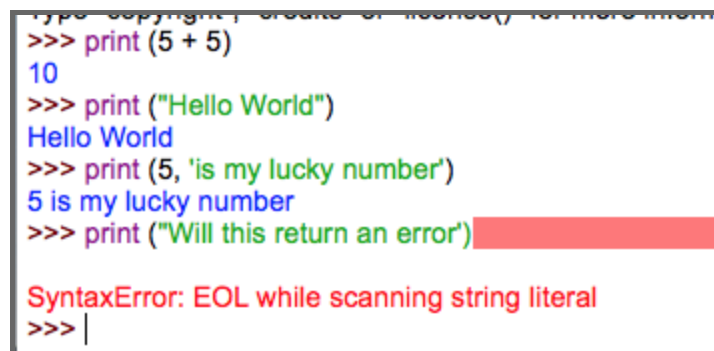 >>> print (5 + 5)
10
>>> print ("Hello World")
Hello World
>>> print (5, 'is my lucky number')
5 is my lucky number
>>> print ("Will this return an error')
SyntaxError: EOL while scanning string literal
>>>